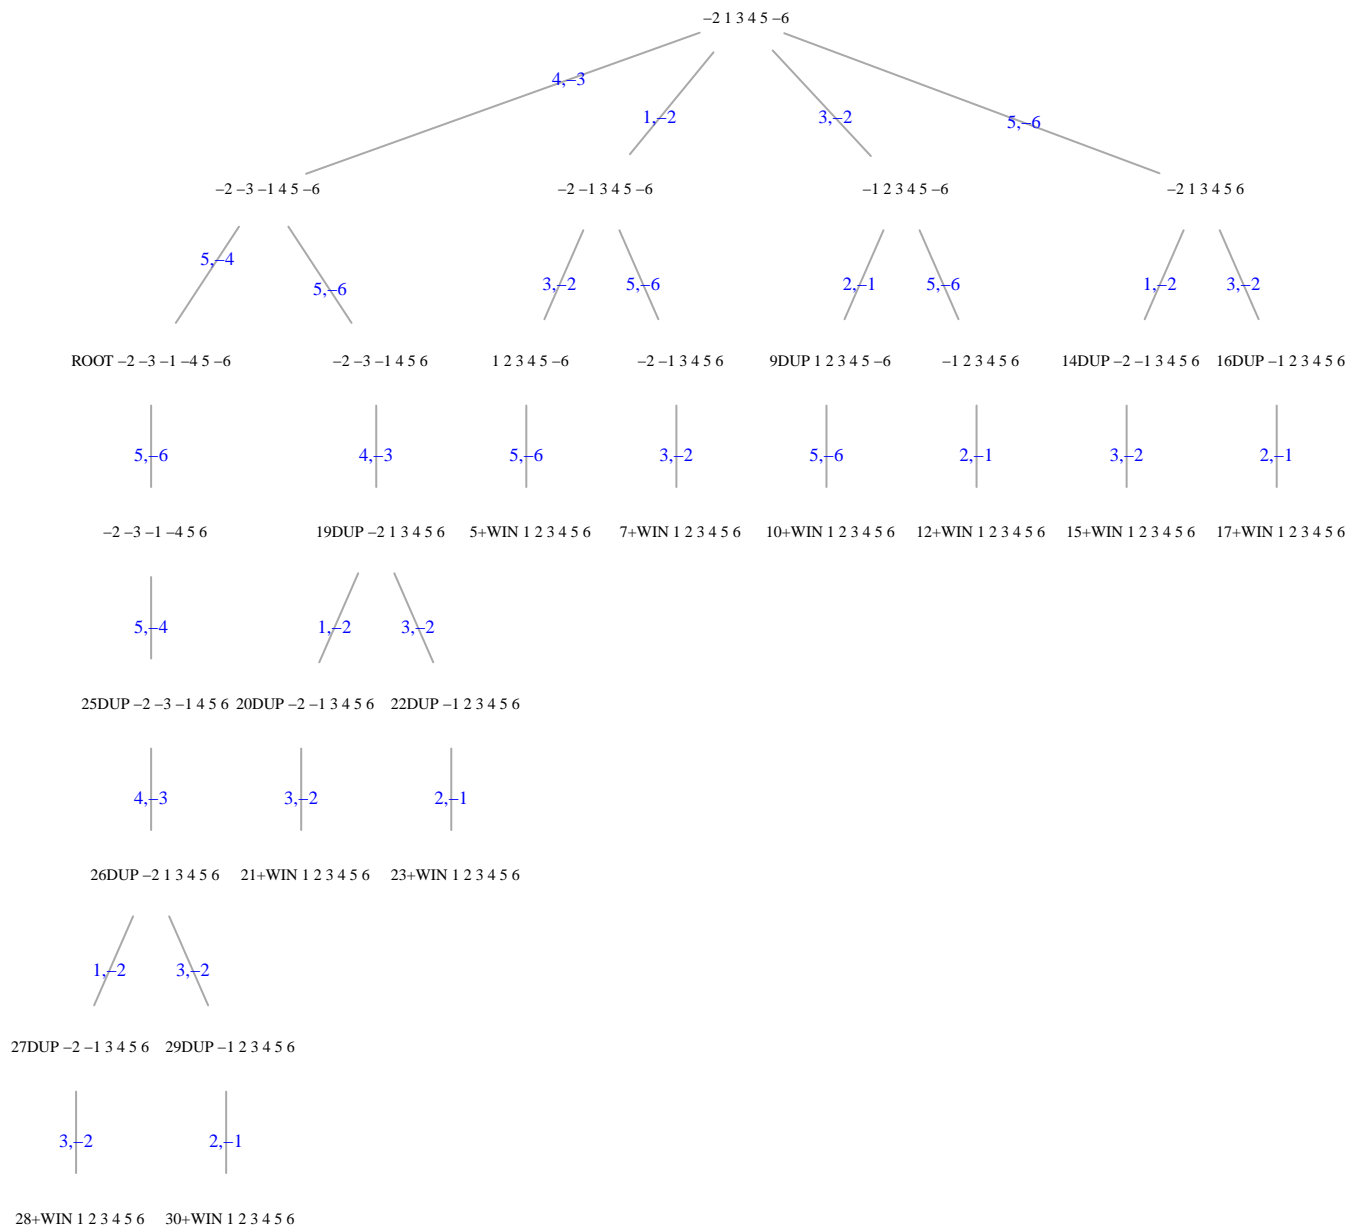 −2 1 3 4 5 −6
4,−3
1,−2
3,−2
5,−6
−2 −3 −1 4 5 −6
−2 −1 3 4 5 −6
−1 2 3 4 5 −6
−2 1 3 4 5 6
5,−4
5,−6
3,−2
5,−6
2,−1
5,−6
1,−2
3,−2
ROOT −2 −3 −1 −4 5 −6
−2 −3 −1 4 5 6
1 2 3 4 5 −6
−2 −1 3 4 5 6
9DUP 1 2 3 4 5 −6
−1 2 3 4 5 6
14DUP −2 −1 3 4 5 6
16DUP −1 2 3 4 5 6
5,−6
4,−3
5,−6
3,−2
5,−6
2,−1
3,−2
2,−1
−2 −3 −1 −4 5 6
19DUP −2 1 3 4 5 6
5+WIN 1 2 3 4 5 6
7+WIN 1 2 3 4 5 6
10+WIN 1 2 3 4 5 6
12+WIN 1 2 3 4 5 6
15+WIN 1 2 3 4 5 6
17+WIN 1 2 3 4 5 6
5,−4
1,−2
3,−2
25DUP −2 −3 −1 4 5 6
20DUP −2 −1 3 4 5 6
22DUP −1 2 3 4 5 6
4,−3
3,−2
2,−1
26DUP −2 1 3 4 5 6
21+WIN 1 2 3 4 5 6
23+WIN 1 2 3 4 5 6
1,−2
3,−2
27DUP −2 −1 3 4 5 6
29DUP −1 2 3 4 5 6
3,−2
2,−1
28+WIN 1 2 3 4 5 6
30+WIN 1 2 3 4 5 6